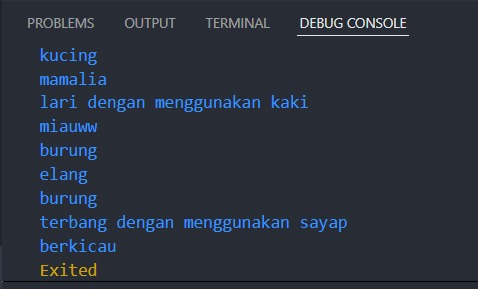 PROBLEMS OUTPUT TERMINAL DEBUG CONSOLE
kucing
mamalia
lari dengan menggunakan kaki
miauww
burung
elang
burung
terbang dengan menggunakan sayap
berkicau
Exited